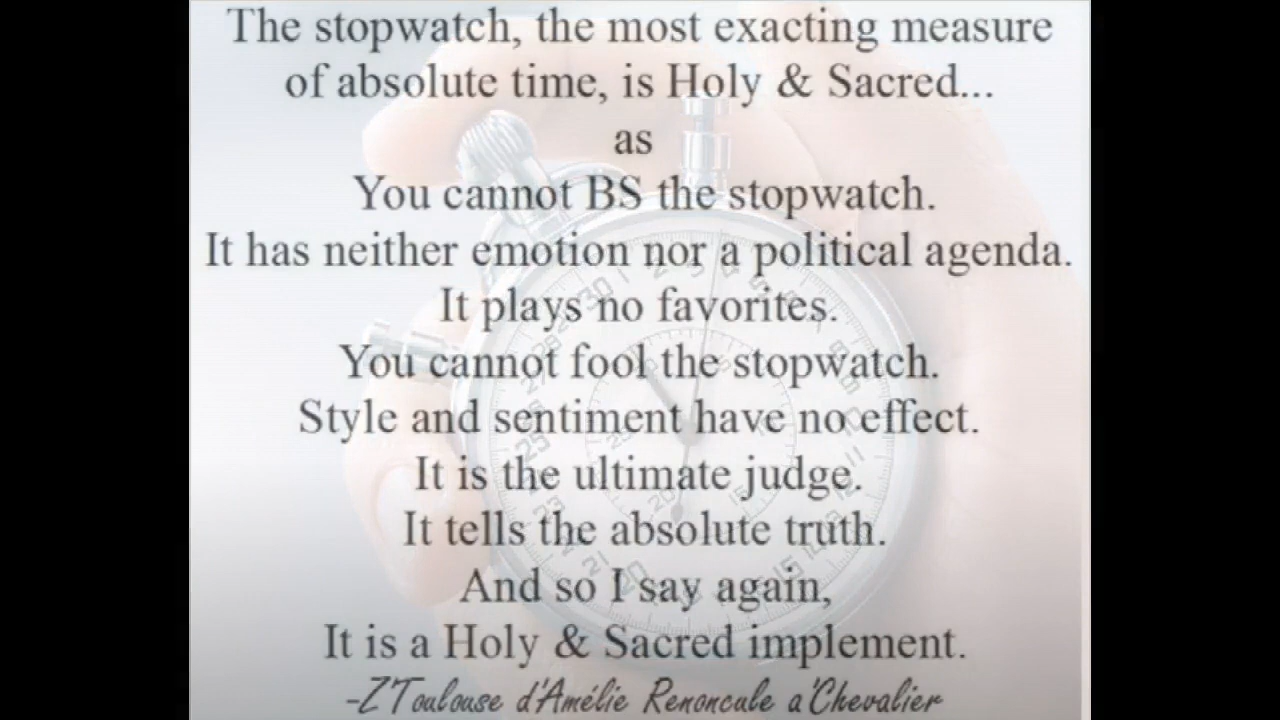 The stopwatch, the most exacting measure
of absolute time, is Holy & Sacred...
as
You cannot BS the stopwatch.
It has neither emotion nor a political agenda.
It plays no favorites.
You cannot fool the stopwatch.
Style and sentiment have no effect.
It is the ultimate judge.
It tells the absolute truth.
And so I say again,
It is a Holy & Sacred implement.
-Z'Toulouse d'Amélie Renoncule a'Chevalier